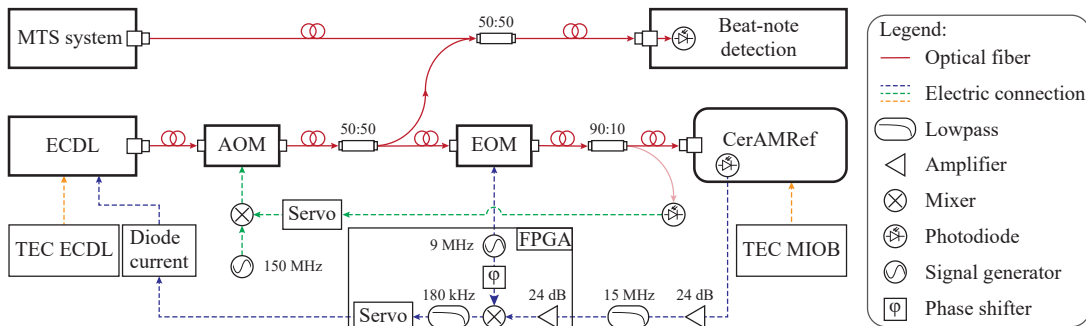 MTS system
50:50
Beat-note
detection
ECDL
AOM
50:50
EOM
90:10
CerAMRef
TEC ECDL
Diode
current
Servo
150 MHz
9 MHz
FPGA
φ
Servo
180 kHz
24 dB
15 MHz
24 dB
TEC MIOB
Legend:
Optical fiber
Electric connection
Lowpass
Amplifier
Mixer
Photodiode
Signal generator
φ Phase shifter